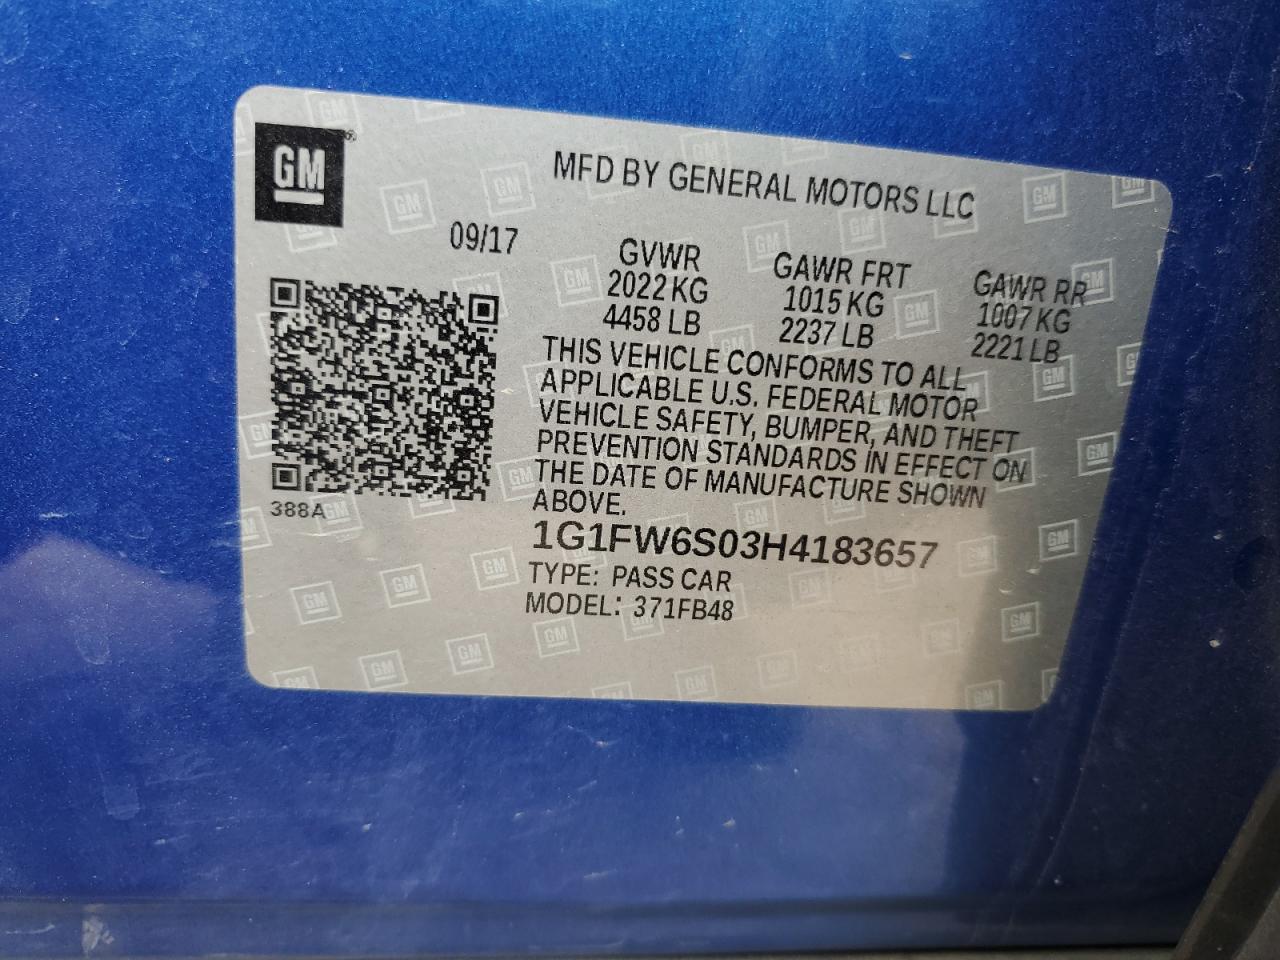 GM
MFD BY GENERAL MOTORS LLC
09/17
GVWR
2022 KG
4458 LB
GAWR FRT
1015 KG
2237 LB
GAWR RR
1007 KG
2221 LB
THIS VEHICLE CONFORMS TO ALL
APPLICABLE U.S. FEDERAL MOTOR
VEHICLE SAFETY, BUMPER, AND THEFT
PREVENTION STANDARDS IN EFFECT ON
THE DATE OF MANUFACTURE SHOWN
ABOVE.
388A
1G1FW6S03H4183657
TYPE: PASS CAR
MODEL: 371FB48